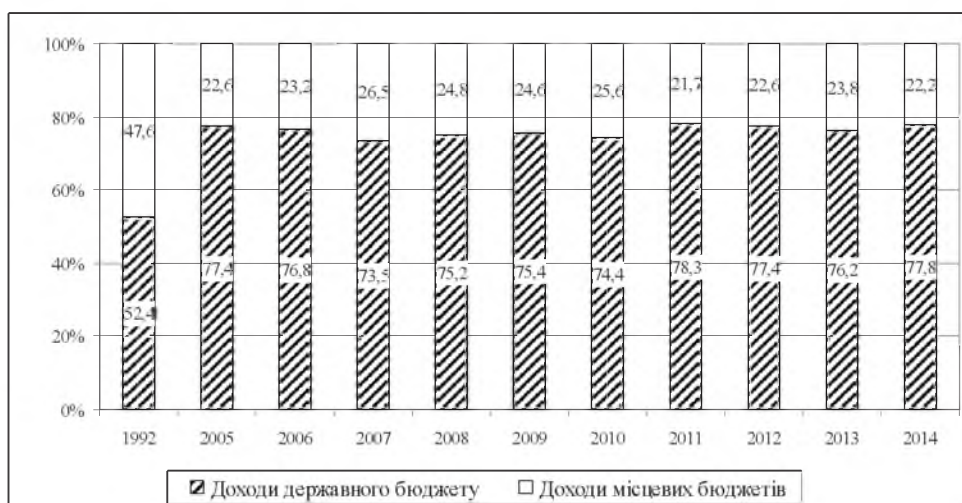 100%
80%
60%
40%
20%
0%
47,6 22,6 23,2 26,5 24,8 24,6 25,6 21,7 22,6 23,8 22,2
52,4 77,4 76,8 73,5 75,2 75,4 74,4 78,3 77,4 76,2 77,8
1992 2005 2006 2007 2008 2009 2010 2011 2012 2013 2014
Доходи державного бюджету Доходи місцевих бюджетів